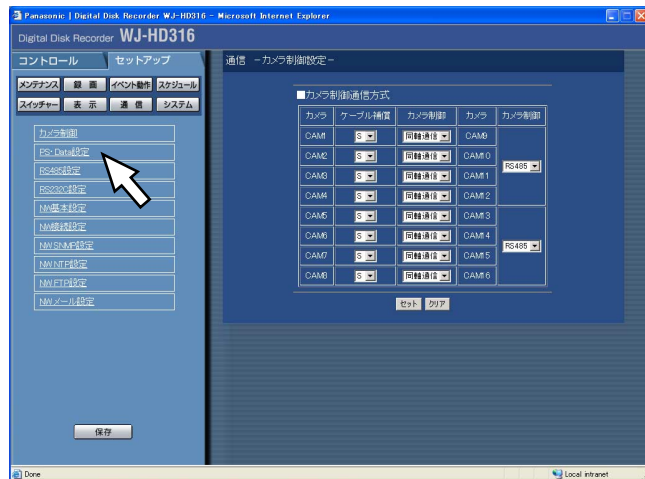 Panasonic | Digital Disk Recorder WJ-HD316 - Microsoft Internet Explorer
Digital Disk Recorder WJ-HD316
コントロール セットアップ
メンテナンス 録 画 イベント動作 スケジュール
スイッチャー 表 示 通 信 システム
カメラ制御
PS･Data設定
RS485設定
RS232C設定
NW基本設定
NW接続設定
NW SNMP設定
NW NTP設定
NW FTP設定
NW メール設定
保存
通信 －カメラ制御設定－
■カメラ制御通信方式
カメラ ケーブル補償 カメラ制御 カメラ カメラ制御
CAM1 S 同軸通信 CAM9
CAM2 S 同軸通信 CAM10
RS485
CAM3 S 同軸通信 CAM11
CAM4 S 同軸通信 CAM12
CAM5 S 同軸通信 CAM13
CAM6 S 同軸通信 CAM14
RS485
CAM7 S 同軸通信 CAM15
CAM8 S 同軸通信 CAM16
セット クリア
Done Local intranet